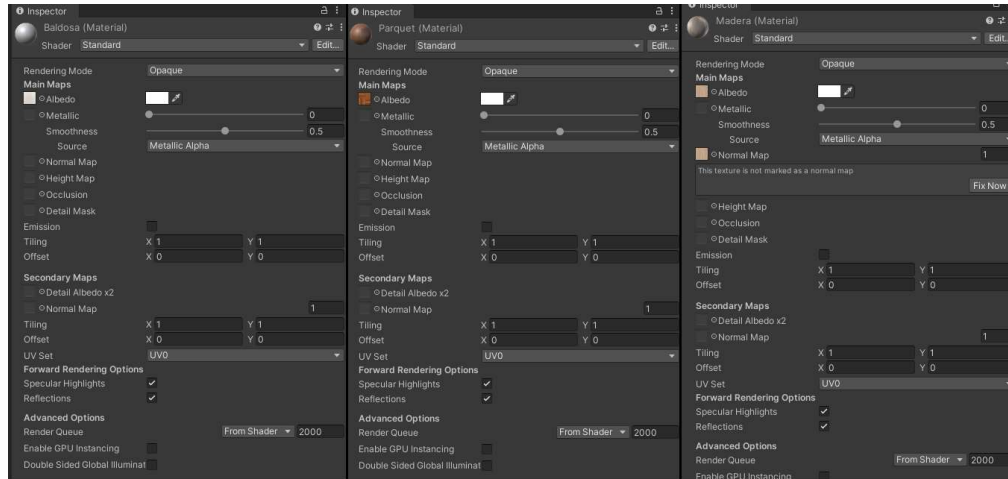 Inspector
Baldosa (Material)
Shader Standard Edit...
Rendering Mode Opaque
Main Maps
Albedo
Metallic 0
Smoothness 0.5
Source Metallic Alpha
Normal Map
Height Map
Occlusion
Detail Mask
Emission
Tiling X 1 Y 1
Offset X 0 Y 0
Secondary Maps
Detail Albedo x2
Normal Map 1
Tiling X 1 Y 1
Offset X 0 Y 0
UV Set UV0
Forward Rendering Options
Specular Highlights
Reflections
Advanced Options
Render Queue From Shader 2000
Enable GPU Instancing
Double Sided Global Illuminat
Inspector
Parquet (Material)
Shader Standard Edit...
Rendering Mode Opaque
Main Maps
Albedo
Metallic 0
Smoothness 0.5
Source Metallic Alpha
Normal Map
Height Map
Occlusion
Detail Mask
Emission
Tiling X 1 Y 1
Offset X 0 Y 0
Secondary Maps
Detail Albedo x2
Normal Map 1
Tiling X 1 Y 1
Offset X 0 Y 0
UV Set UV0
Forward Rendering Options
Specular Highlights
Reflections
Advanced Options
Render Queue From Shader 2000
Enable GPU Instancing
Double Sided Global Illuminat
Inspector
Madera (Material)
Shader Standard Edit..
Rendering Mode Opaque
Main Maps
Albedo
Metallic 0
Smoothness 0.5
Source Metallic Alpha
Normal Map 1
This texture is not marked as a normal map
Fix Now
Height Map
Occlusion
Detail Mask
Emission
Tiling X 1 Y 1
Offset X 0 Y 0
Secondary Maps
Detail Albedo x2
Normal Map 1
Tiling X 1 Y 1
Offset X 0 Y 0
UV Set UV0
Forward Rendering Options
Specular Highlights
Reflections
Advanced Options
Render Queue From Shader 2000
Enable GPU Instancing